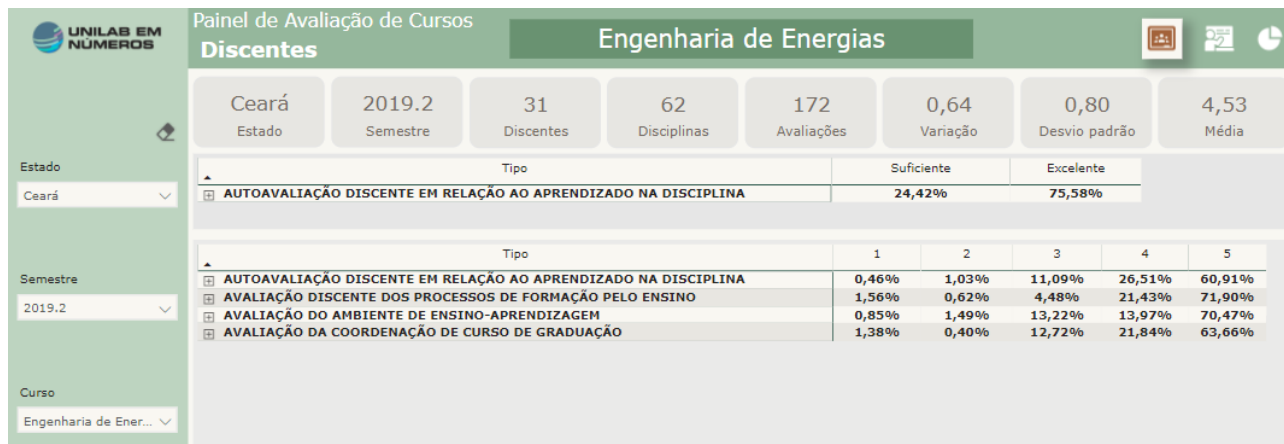 UNILAB EM
NÚMEROS
Painel de Avaliação de Cursos
Discentes
Engenharia de Energias
Ceará
Estado
2019.2
Semestre
31
Discentes
62
Disciplinas
172
Avaliações
0,64
Variação
0,80
Desvio padrão
4,53
Média
Estado
Ceará
Semestre
2019.2
Curso
Engenharia de Ener...
Tipo Suficiente Excelente
AUTOAVALIAÇÃO DISCENTE EM RELAÇÃO AO APRENDIZADO NA DISCIPLINA 24,42% 75,58%
Tipo 1 2 3 4 5
AUTOAVALIAÇÃO DISCENTE EM RELAÇÃO AO APRENDIZADO NA DISCIPLINA 0,46% 1,03% 11,09% 26,51% 60,91%
AVALIAÇÃO DISCENTE DOS PROCESSOS DE FORMAÇÃO PELO ENSINO 1,56% 0,62% 4,48% 21,43% 71,90%
AVALIAÇÃO DO AMBIENTE DE ENSINO-APRENDIZAGEM 0,85% 1,49% 13,22% 13,97% 70,47%
AVALIAÇÃO DA COORDENAÇÃO DE CURSO DE GRADUAÇÃO 1,38% 0,40% 12,72% 21,84% 63,66%